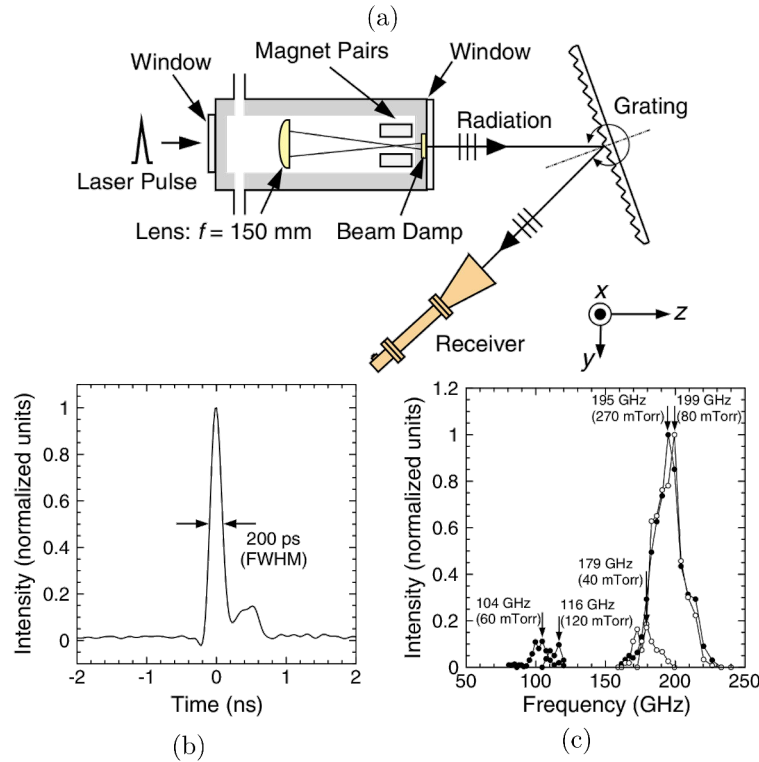 (a)
Window
Magnet Pairs
Window
Laser Pulse
Lens: f = 150 mm
Beam Damp
Radiation
Grating
Receiver
x
y
z
Intensity (normalized units)
1
0.8
0.6
0.4
0.2
0
200 ps
(FWHM)
-2
-1
0
1
2
Time (ns)
(b)
Intensity (normalized units)
1.2
1
0.8
0.6
0.4
0.2
0
195 GHz
(270 mTorr)
199 GHz
(80 mTorr)
179 GHz
(40 mTorr)
104 GHz
(60 mTorr)
116 GHz
(120 mTorr)
50
100
150
200
250
Frequency (GHz)
(c)